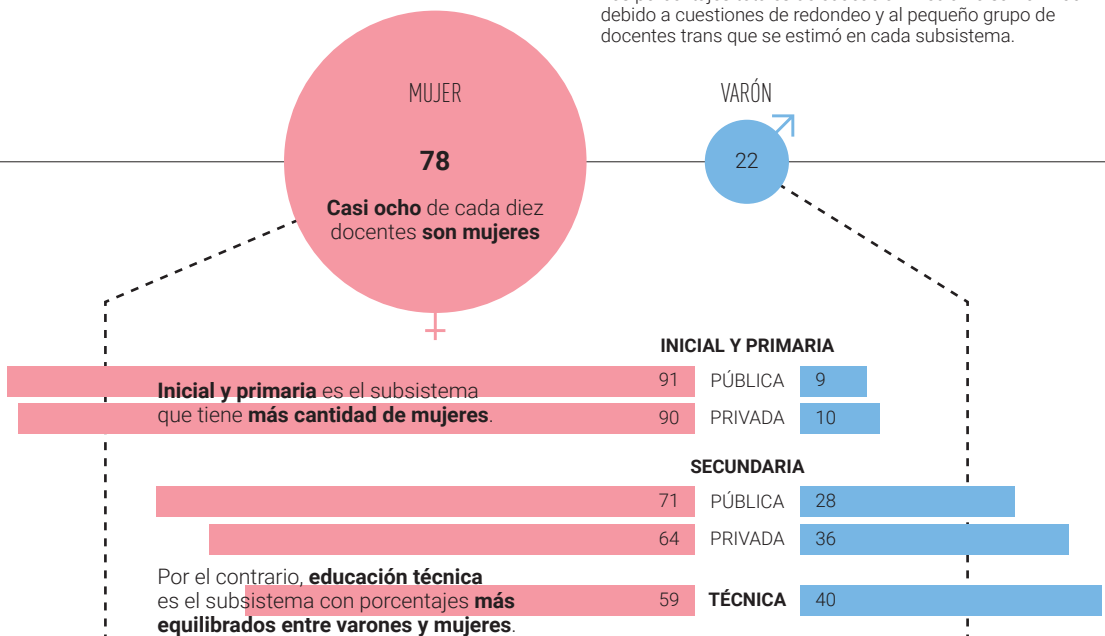 debido a cuestiones de redondeo y al pequeño grupo de
docentes trans que se estimó en cada subsistema.
MUJER
VARÓN
78
22
Casi ocho de cada diez
docentes son mujeres
INICIAL Y PRIMARIA
91 PÚBLICA 9
90 PRIVADA 10
Inicial y primaria es el subsistema
que tiene más cantidad de mujeres.
SECUNDARIA
71 PÚBLICA 28
64 PRIVADA 36
59 TÉCNICA 40
Por el contrario, educación técnica
es el subsistema con porcentajes más
equilibrados entre varones y mujeres.